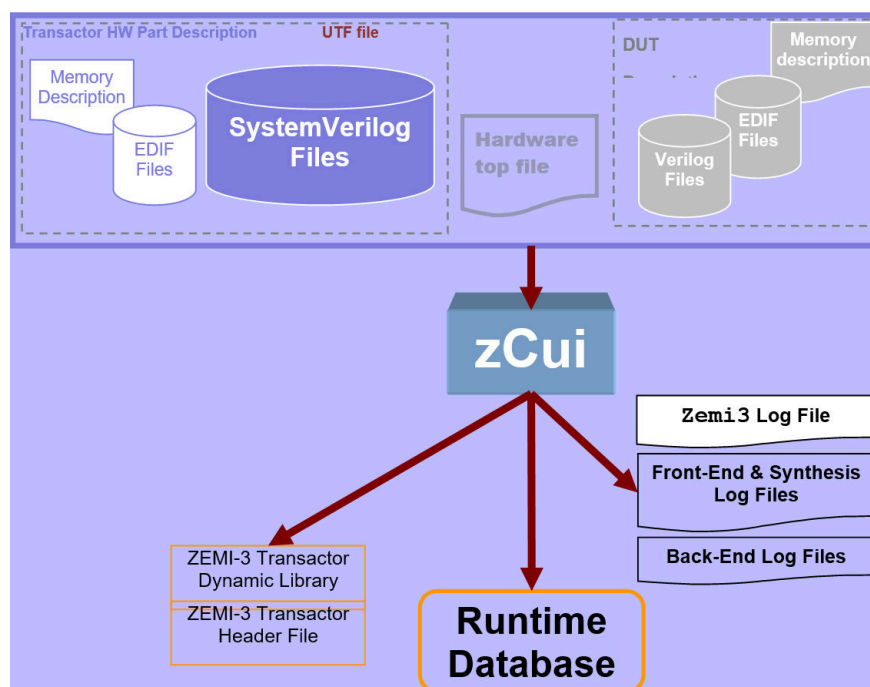 Transactor HW Part Description
UTF file
Memory
Description
EDIF
Files
SystemVerilog
Files
Hardware
top file
DUT
Memory
description
EDIF
Files
Verilog
Files
zCui
Zemi3 Log File
Front-End & Synthesis
Log Files
Back-End Log Files
ZEMI-3 Transactor
Dynamic Library
ZEMI-3 Transactor
Header File
Runtime
Database